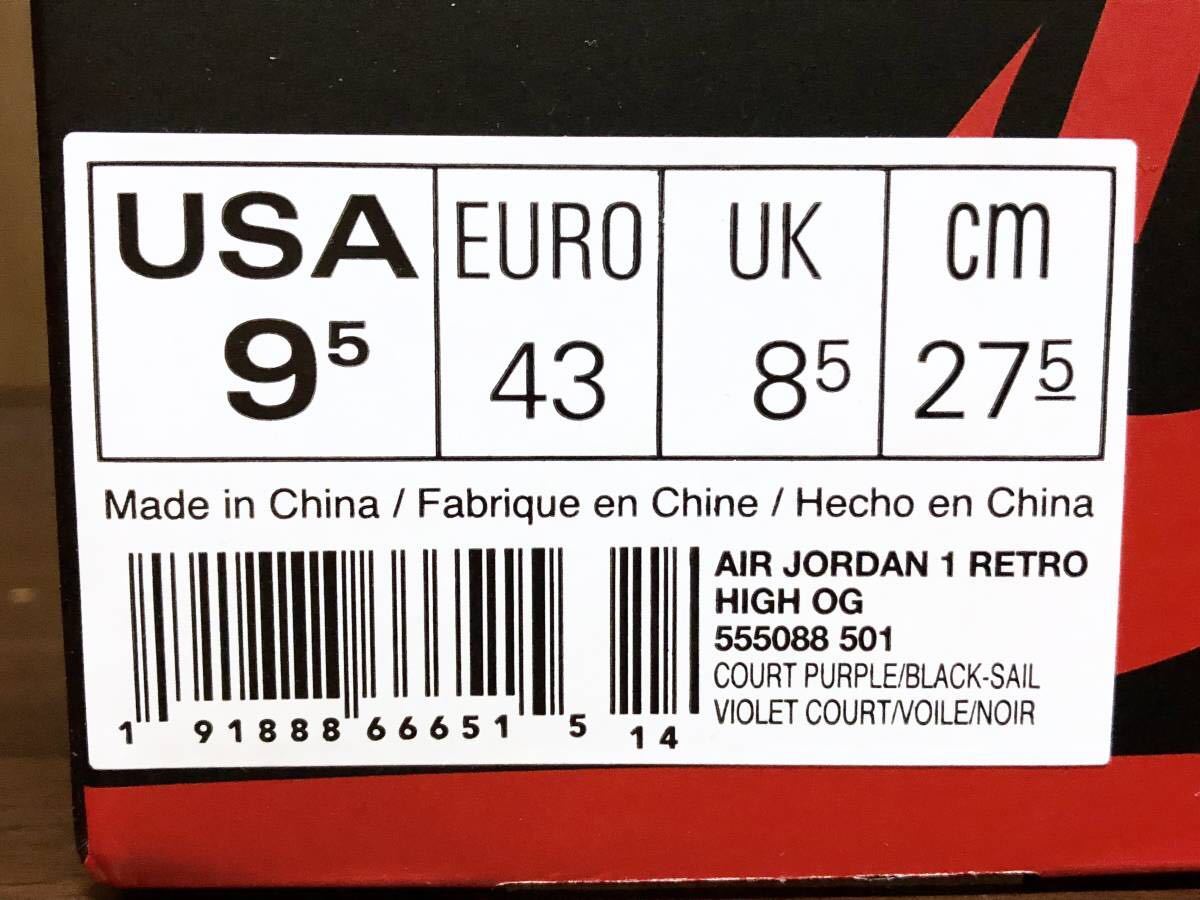 USA EURO UK cm
9⁵ 43 8⁵ 27⁵
Made in China / Fabrique en Chine / Hecho en China
AIR JORDAN 1 RETRO
HIGH OG
555088 501
COURT PURPLE/BLACK-SAIL
VIOLET COURT/VOILE/NOIR
1 91888 66651 5 14